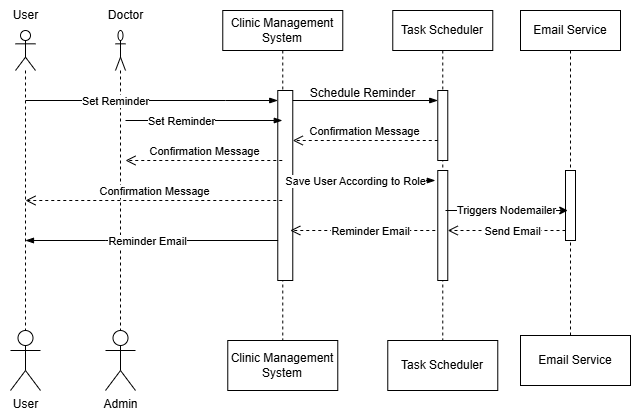 User
Doctor
Clinic Management
System
Task Scheduler
Email Service
Set Reminder
Schedule Reminder
Set Reminder
Confirmation Message
Confirmation Message
Save User According to Role
Confirmation Message
Triggers Nodemailer
Reminder Email
Send Email
Reminder Email
Clinic Management
System
Task Scheduler
Email Service
User
Admin